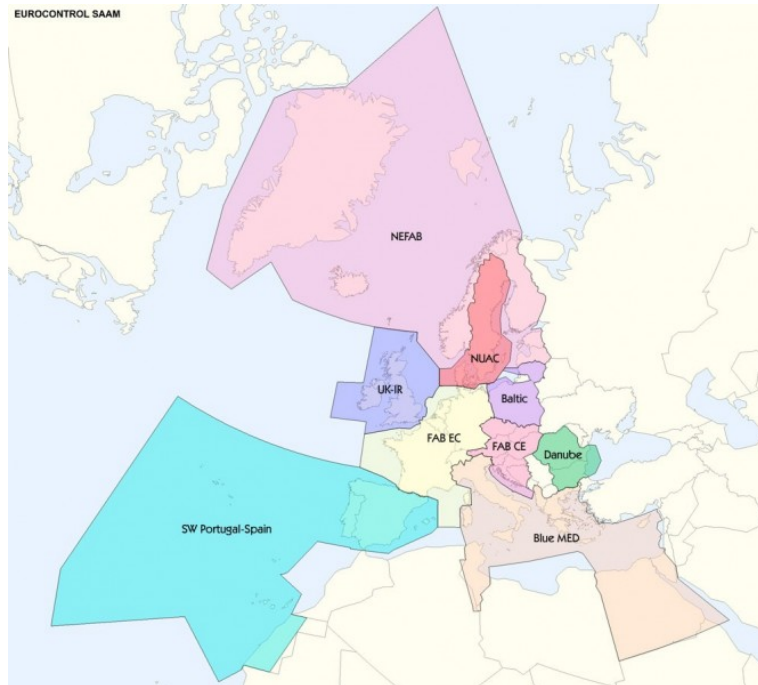 EUROCONTROL SAAM
NEFAB
NUAC
UK-IR
Baltic
FAB EC
FAB CE
Danube
SW Portugal-Spain
Blue MED